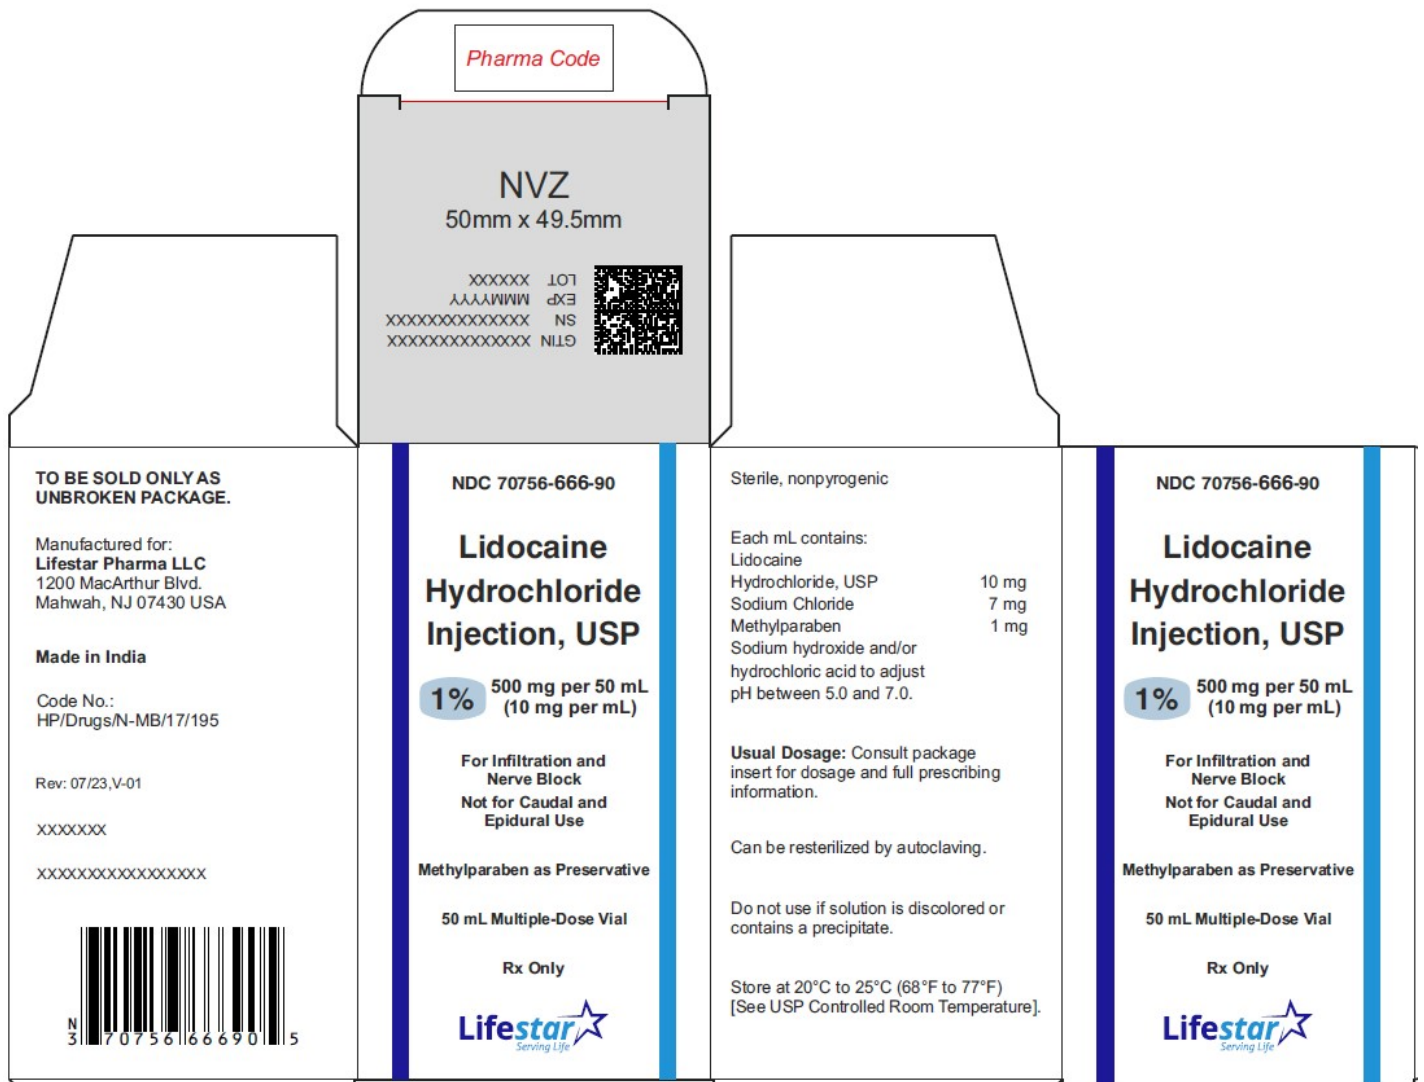 Pharma Code
NVZ
50mm x 49.5mm
GTIN XXXXXXXXXXXXXX
SN XXXXXXXXXXXXXX
EXP MMMYYYY
LOT XXXXXX
TO BE SOLD ONLY AS
UNBROKEN PACKAGE.
Manufactured for:
Lifestar Pharma LLC
1200 MacArthur Blvd.
Mahwah, NJ 07430 USA
Made in India
Code No.:
HP/Drugs/N-MB/17/195
Rev: 07/23,V-01
XXXXXXX
XXXXXXXXXXXXXXXXX
N
3 70756 66690 5
NDC 70756-666-90
Lidocaine
Hydrochloride
Injection, USP
1% 500 mg per 50 mL
(10 mg per mL)
For Infiltration and
Nerve Block
Not for Caudal and
Epidural Use
Methylparaben as Preservative
50 mL Multiple-Dose Vial
Rx Only
Lifestar
Serving Life
Sterile, nonpyrogenic
Each mL contains:
Lidocaine
Hydrochloride, USP 10 mg
Sodium Chloride 7 mg
Methylparaben 1 mg
Sodium hydroxide and/or
hydrochloric acid to adjust
pH between 5.0 and 7.0.
Usual Dosage: Consult package
insert for dosage and full prescribing
information.
Can be resterilized by autoclaving.
Do not use if solution is discolored or
contains a precipitate.
Store at 20°C to 25°C (68°F to 77°F)
[See USP Controlled Room Temperature].
NDC 70756-666-90
Lidocaine
Hydrochloride
Injection, USP
1% 500 mg per 50 mL
(10 mg per mL)
For Infiltration and
Nerve Block
Not for Caudal and
Epidural Use
Methylparaben as Preservative
50 mL Multiple-Dose Vial
Rx Only
Lifestar
Serving Life